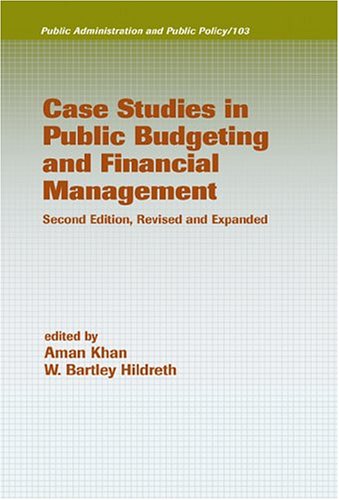 Public Administration and Public Policy/103
Case Studies in
Public Budgeting
and Financial
Management
Second Edition, Revised and Expanded
edited by
Aman Khan
W. Bartley Hildreth